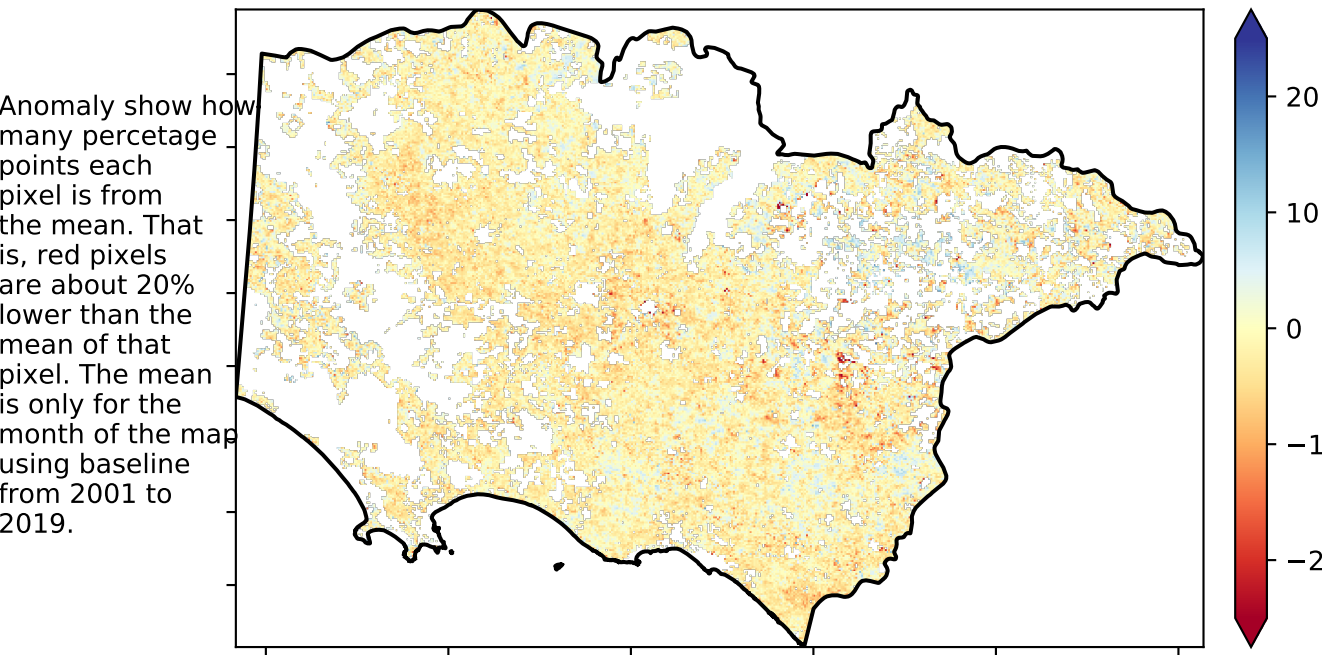 Anomaly show how
many percetage
points each
pixel is from
the mean. That
is, red pixels
are about 20%
lower than the
mean of that
pixel. The mean
is only for the
month of the map
using baseline
from 2001 to
2019.
20
10
0
−1
−2